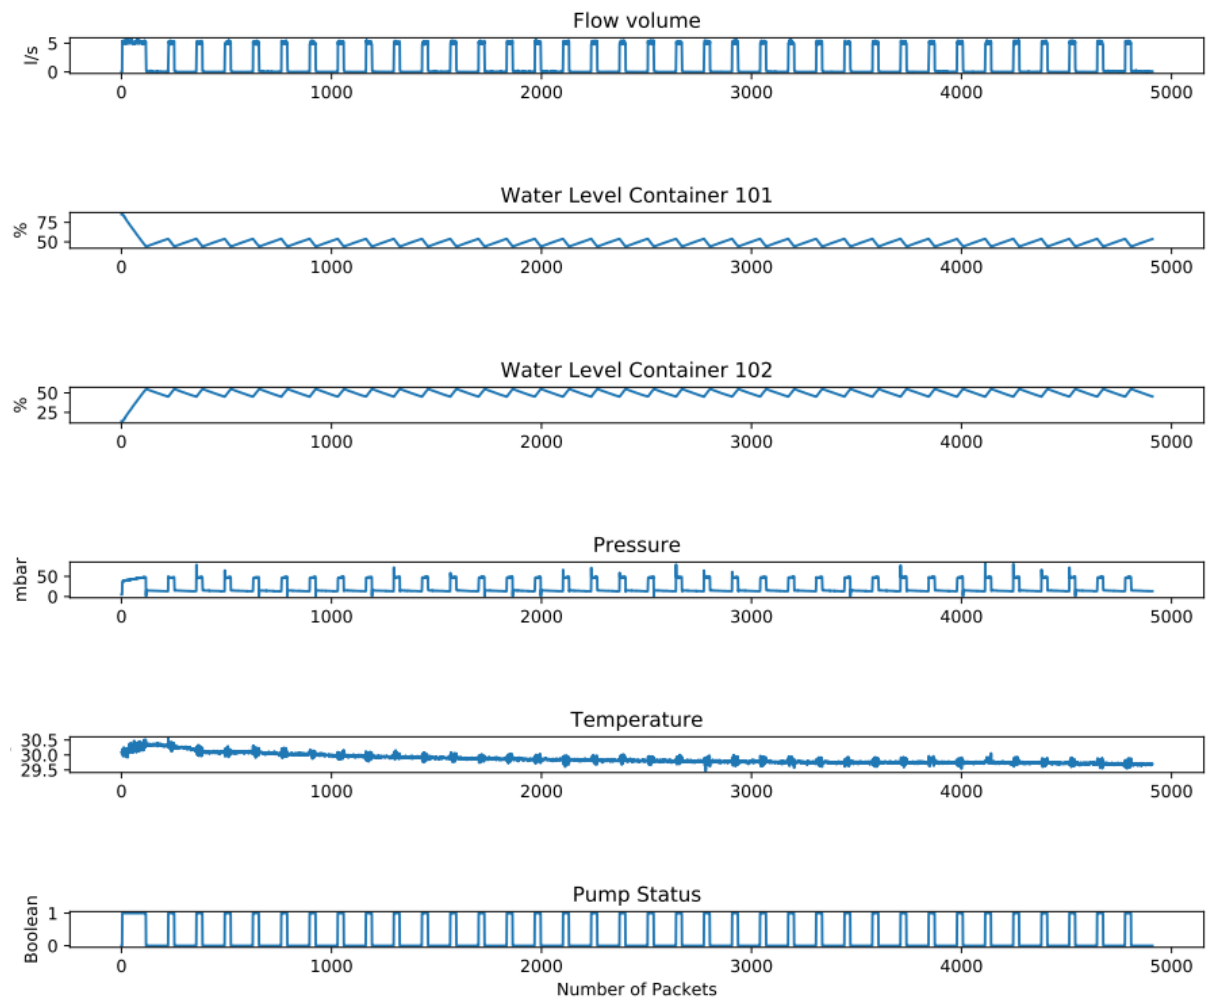 Flow volume
l/s
5
0
0 1000 2000 3000 4000 5000
Water Level Container 101
%
75
50
0 1000 2000 3000 4000 5000
Water Level Container 102
%
50
25
0 1000 2000 3000 4000 5000
Pressure
mbar
50
0
0 1000 2000 3000 4000 5000
Temperature
30.5
30.0
29.5
0 1000 2000 3000 4000 5000
Pump Status
Boolean
1
0
0 1000 2000 3000 4000 5000
Number of Packets